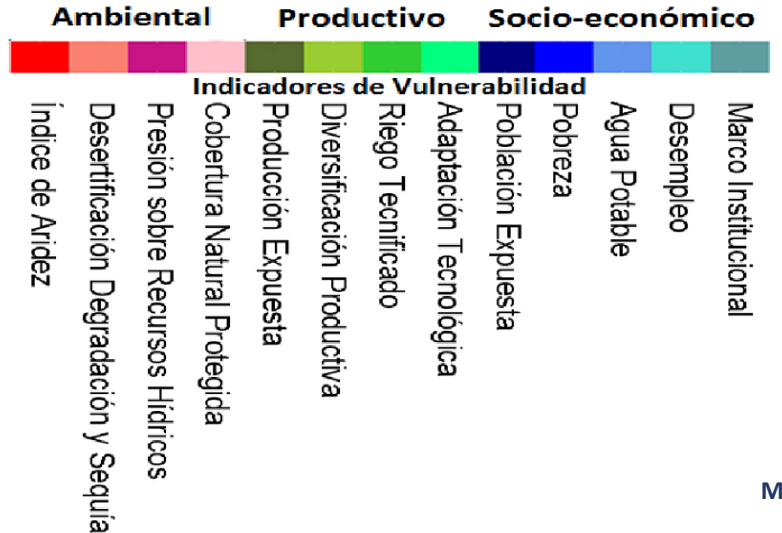 Ambiental Productivo Socio-económico
Indicadores de Vulnerabilidad
Índice de Aridez
Desertificación Degradación y Sequía
Presión sobre Recursos Hídricos
Cobertura Natural Protegida
Producción Expuesta
Diversificación Productiva
Riego Tecnificado
Adaptación Tecnológica
Población Expuesta
Pobreza
Agua Potable
Desempleo
Marco Institucional
M